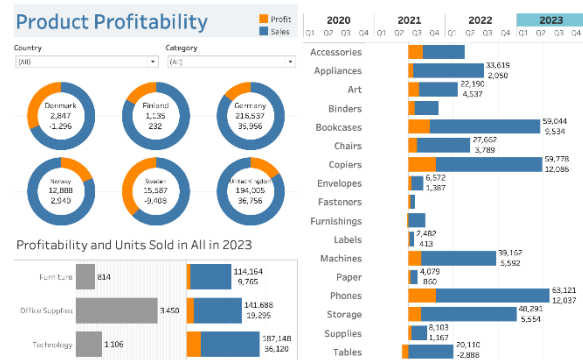 Product Profitability
Profit
Sales
Country
Category
(All)
(All)
Denmark
2,847
-1,296
Finland
1,135
232
Germany
216,537
35,956
Norway
12,888
2,940
Sweden
15,587
-9,408
United Kingdom
194,005
36,756
Profitability and Units Sold in All in 2023
Furniture
814
114,164
9,765
Office Supplies
3 450
141,688
19,295
Technology
1 106
187,148
36,120
2020 2021 2022 2023
Q1 Q2 Q3 Q4 Q1 Q2 Q3 Q4 Q1 Q2 Q3 Q4 Q1 Q2 Q3 Q4
Accessories
Appliances
33,619
2,050
Art
22,190
4,537
Binders
Bookcases
59,044
9,534
Chairs
27,662
3,789
Copiers
59,778
12,086
Envelopes
6,572
1,387
Fasteners
Furnishings
Labels
2,482
413
Machines
39,162
5,592
Paper
4,079
860
Phones
63,121
12,037
Storage
48,291
5,554
Supplies
8,103
1,167
Tables
20,110
-2,888